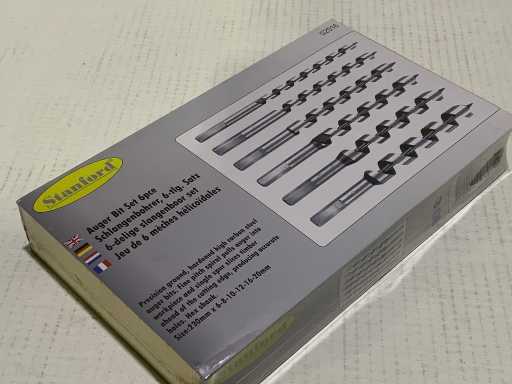 52016
Stanford
Auger Bit Set 6pce
Schlangenbohrer, 6-tlg. Satz
6-delige slangenboor set
Jeu de 6 mèches hélicoïdales
Precision ground, hardened high carbon steel
auger bits. Fine pitch spiral pulls auger into
workpiece and single spur slices timber
ahead of the cutting edge, producing accurate
holes. Hex shank.
Size:230mm x 6-8-10-12-16-20mm
Stanford